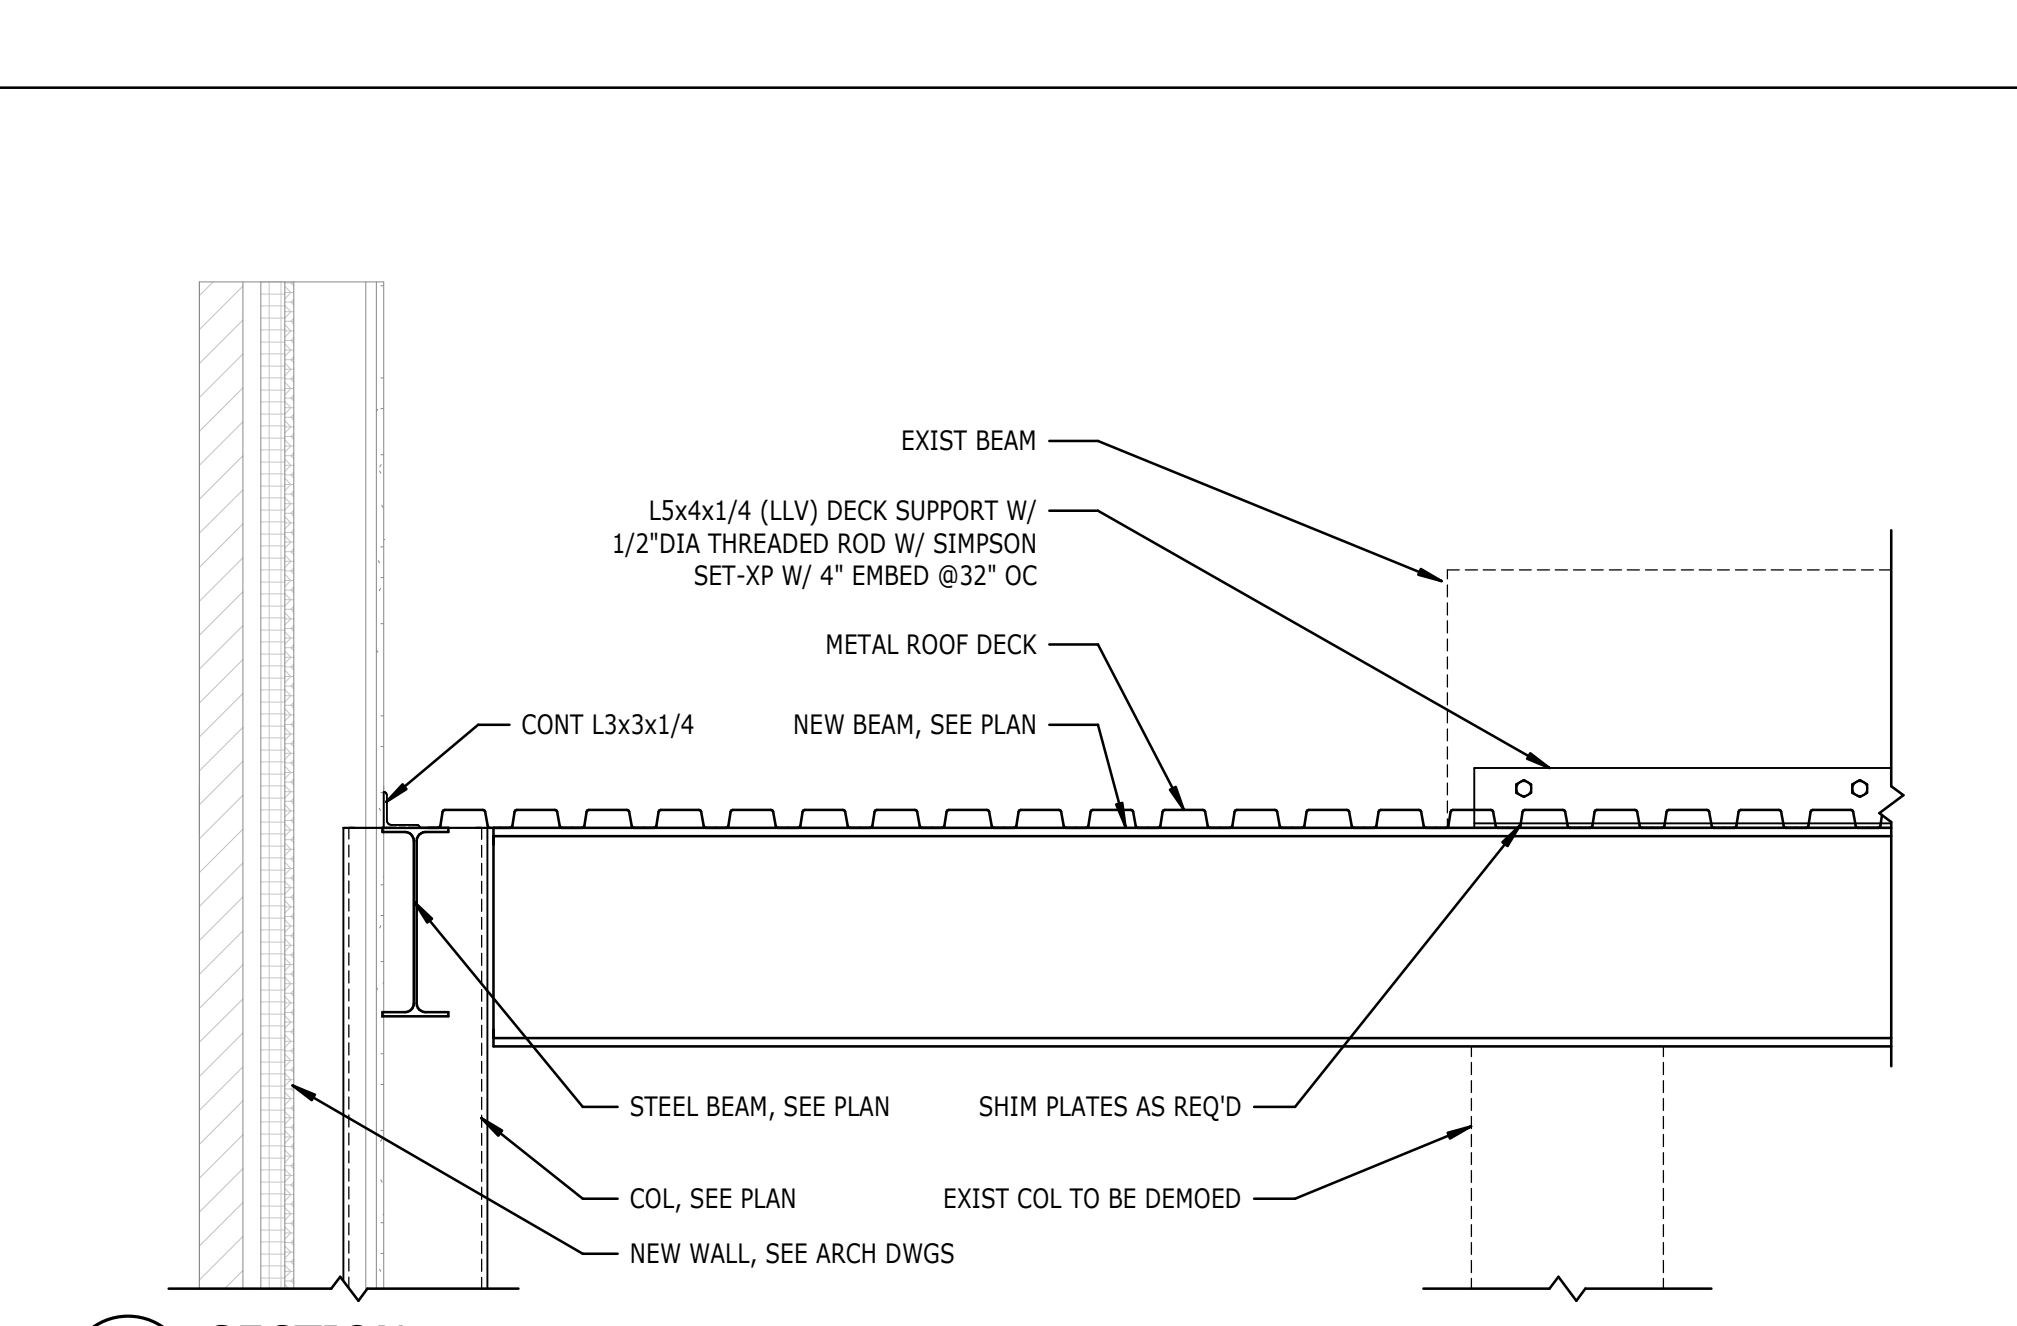 EXIST BEAM
L5x4x1/4 (LLV) DECK SUPPORT W/
1/2"DIA THREADED ROD W/ SIMPSON
SET-XP W/ 4" EMBED @32" OC
METAL ROOF DECK
CONT L3x3x1/4
NEW BEAM, SEE PLAN
STEEL BEAM, SEE PLAN
SHIM PLATES AS REQ'D
COL, SEE PLAN
EXIST COL TO BE DEMOED
NEW WALL, SEE ARCH DWGS